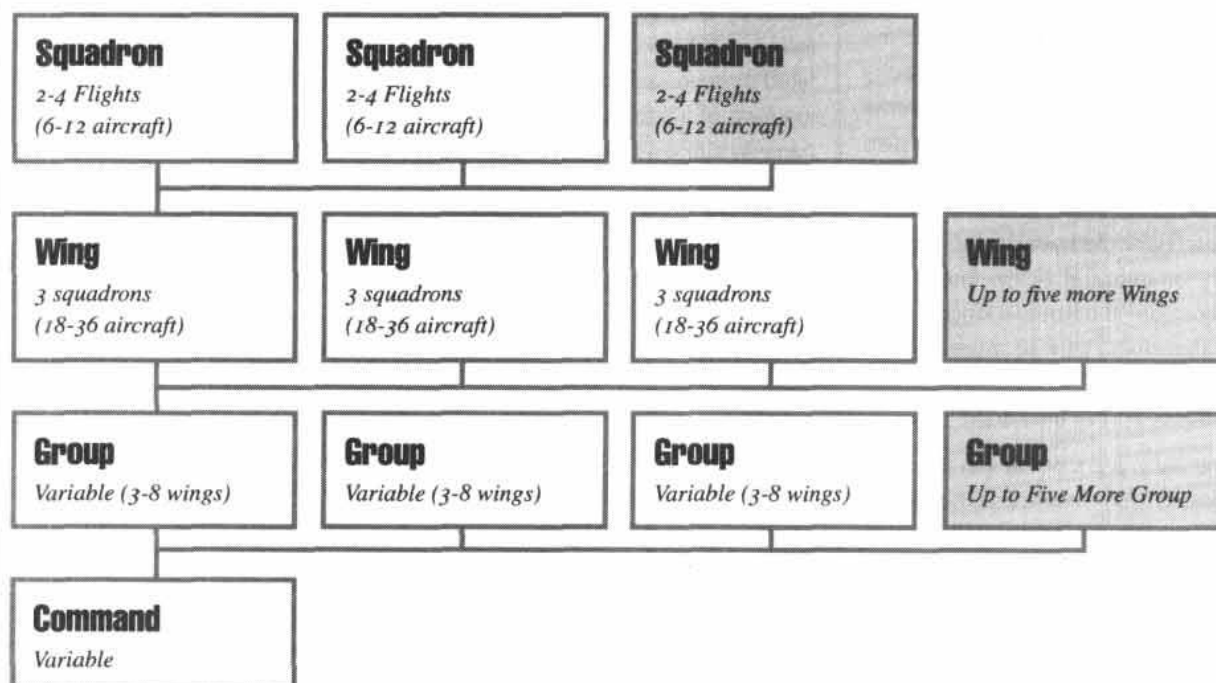 Squadron
2-4 Flights
(6-12 aircraft)
Squadron
2-4 Flights
(6-12 aircraft)
Squadron
2-4 Flights
(6-12 aircraft)
Wing
3 squadrons
(18-36 aircraft)
Wing
3 squadrons
(18-36 aircraft)
Wing
3 squadrons
(18-36 aircraft)
Wing
Up to five more Wings
Group
Variable (3-8 wings)
Group
Variable (3-8 wings)
Group
Variable (3-8 wings)
Group
Up to Five More Group
Command
Variable